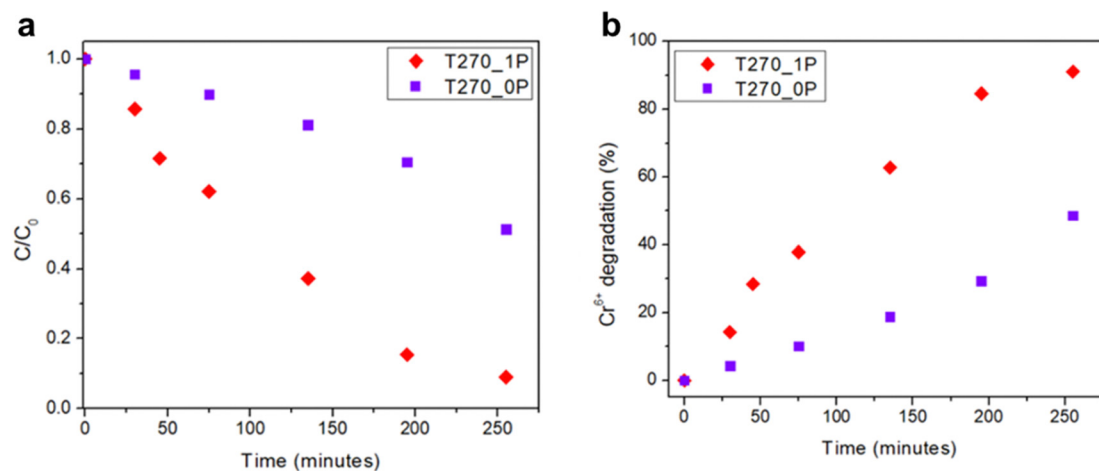 a
C/C₀
1.0
0.8
0.6
0.4
0.2
0.0
T270_1P
T270_0P
0 50 100 150 200 250
Time (minutes)
b
Cr⁶⁺ degradation (%)
100
80
60
40
20
0
T270_1P
T270_0P
0 50 100 150 200 250
Time (minutes)